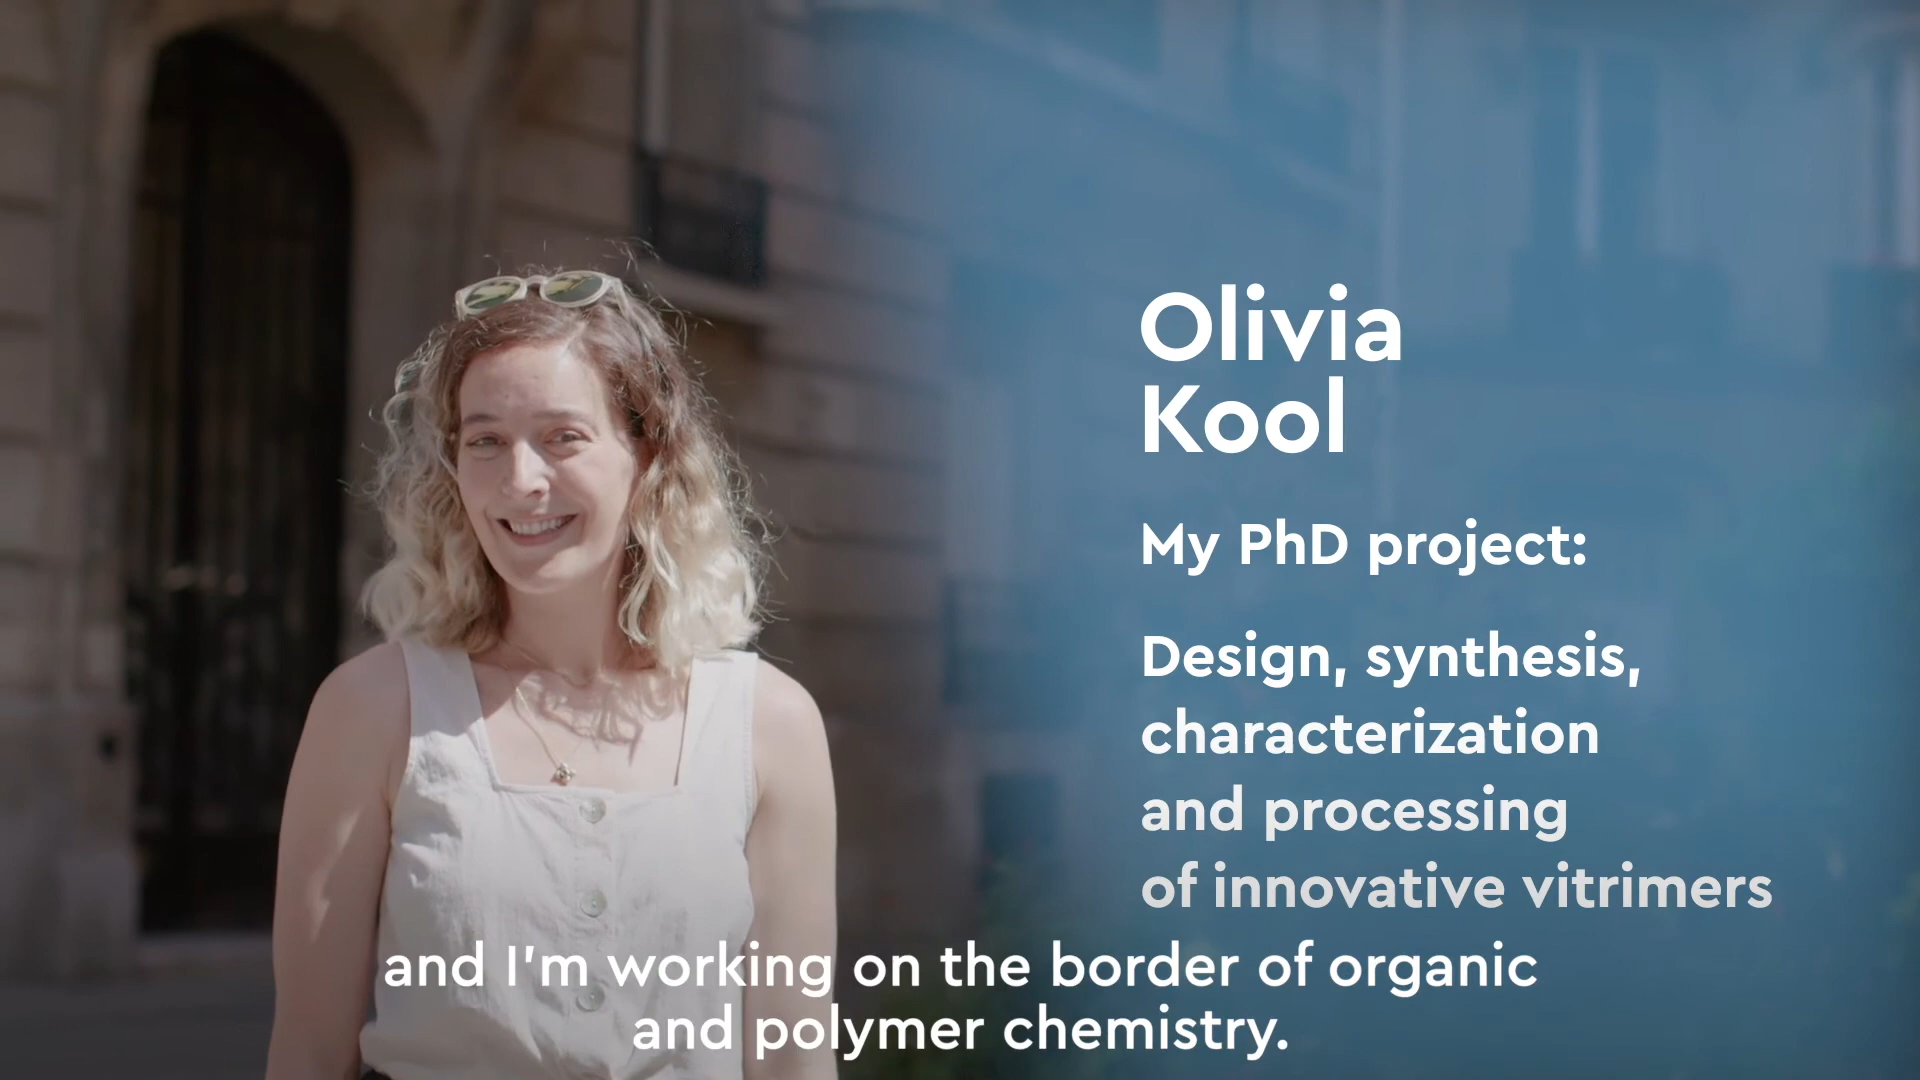 Olivia
Kool
My PhD project:
Design, synthesis,
characterization
and processing
of innovative vitrimers
and I'm working on the border of organic
and polymer chemistry.